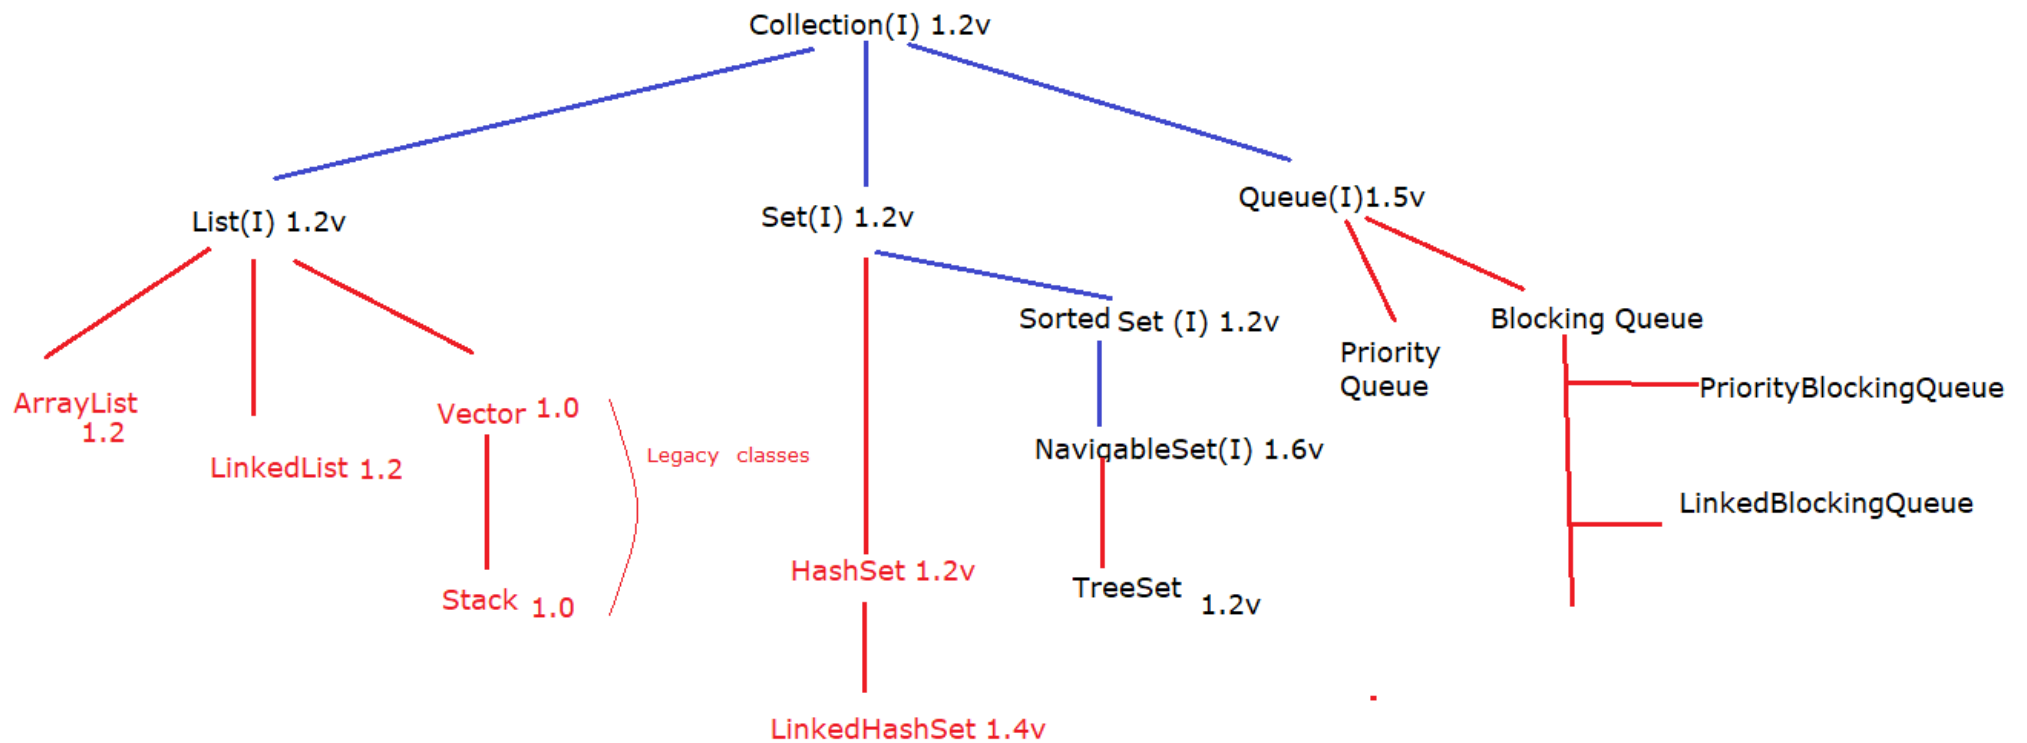 Collection(I) 1.2v
List(I) 1.2v
Set(I) 1.2v
Queue(I)1.5v
Sorted Set (I) 1.2v
Blocking Queue
Priority
Queue
PriorityBlockingQueue
ArrayList
1.2
Vector 1.0
LinkedList 1.2
Legacy classes
NavigableSet(I) 1.6v
LinkedBlockingQueue
HashSet 1.2v
TreeSet
1.2v
Stack 1.0
LinkedHashSet 1.4v